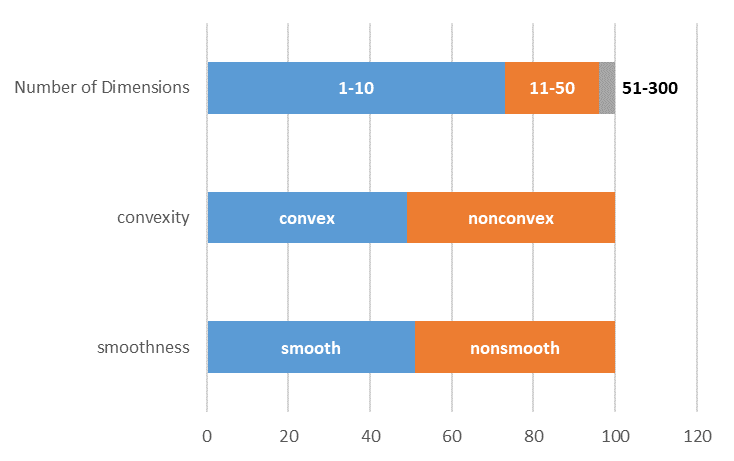 Number of Dimensions
1-10
11-50
51-300
convexity
convex
nonconvex
smoothness
smooth
nonsmooth
0 20 40 60 80 100 120